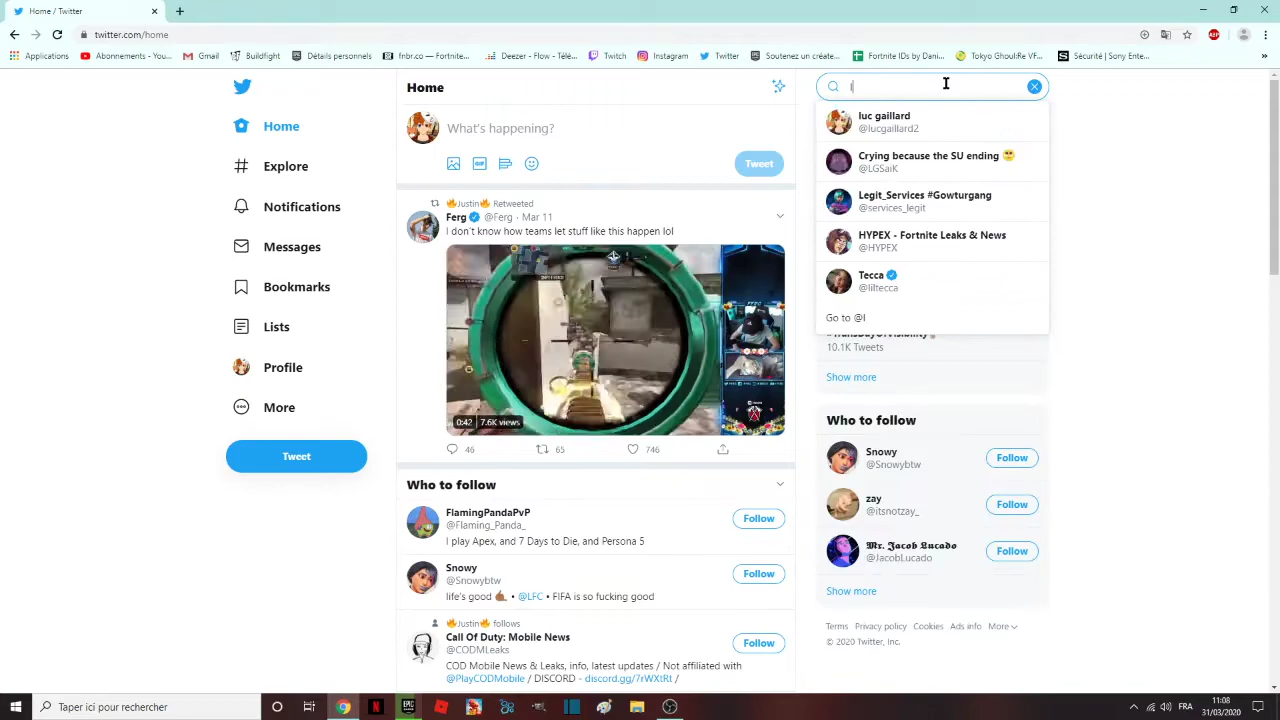 Home / Twitter
twitter.com/home
Applications
Abonnements - You...
Gmail
Buildfight
Détails personnels
fnbr.co — Fortnite C...
Deezer - Flow - Télé...
Twitch
Instagram
Twitter
Soutenez un créate...
Fortnite IDs by Dani...
Tokyo GhoulːRe VF...
Sécurité | Sony Ente...
»
Home
Explore
Notifications
Messages
Bookmarks
Lists
Profile
More
Tweet
Home
What's happening?
GIF
Tweet
Justin Retweeted
Ferg @Ferg · Mar 11
I don't know how teams let stuff like this happen lol
0:42 7.6K views
46
65
746
Who to follow
FlamingPandaPvP
@Flaming_Panda_
Follow
I play Apex, and 7 Days to Die, and Persona 5
Snowy
@Snowybtw
Follow
life's good • @LFC • FIFA is so fucking good
Justin follows
Call Of Duty: Mobile News
@CODMLeaks
Follow
COD Mobile News & Leaks, info, latest updates / Not affiliated with
@PlayCODMobile / DISCORD - discord.gg/7rWXtRt /
l
luc gaillard
@lucgaillard2
Crying because the SU ending
@LGSaiK
Legit_Services #Gowturgang
@services_legit
HYPEX - Fortnite Leaks & News
@HYPEX
Tecca
@liltecca
Go to @l
#TransDayOfVisibility
10.1K Tweets
Show more
Who to follow
Snowy
@Snowybtw
Follow
zay
@itsnotzay_
Follow
𝕸𝖗. 𝕵𝖆𝖈𝖔𝖇 𝕷𝖚𝖈𝖆𝖉𝖔
@JacobLucado
Follow
Show more
Terms Privacy policy Cookies Ads info More
© 2020 Twitter, Inc.
Taper ici pour rechercher
EPIC
FRA
11:08
31/03/2020